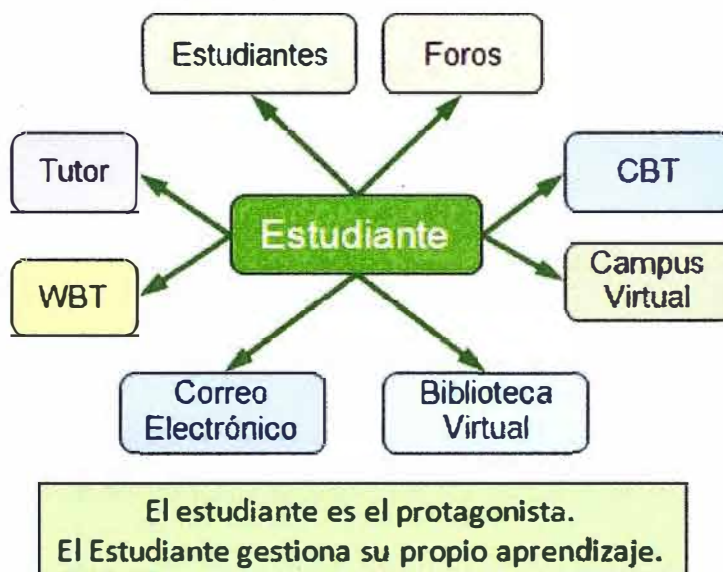 Estudiantes
Foros
Tutor
CBT
Estudiante
WBT
Campus
Virtual
Correo
Electrónico
Biblioteca
Virtual
El estudiante es el protagonista.
El Estudiante gestiona su propio aprendizaje.